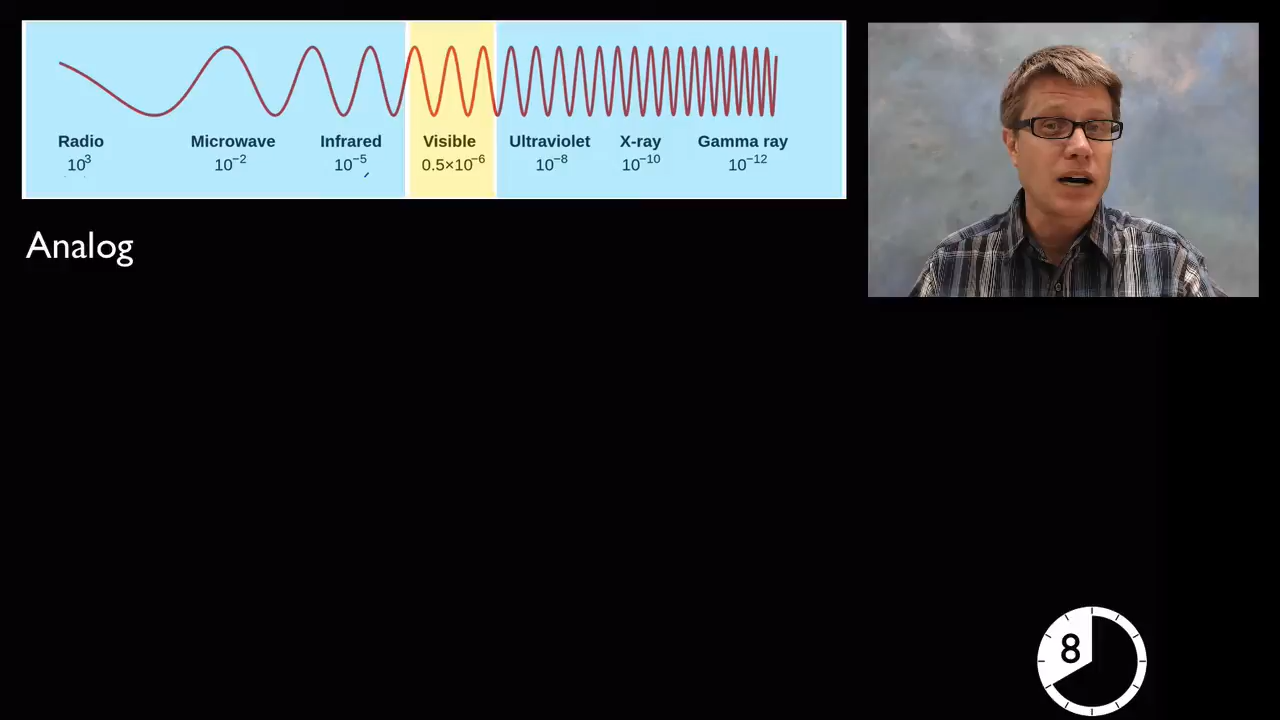 Radio Microwave Infrared Visible Ultraviolet X-ray Gamma ray
10³ 10⁻² 10⁻⁵ 0.5×10⁻⁶ 10⁻⁸ 10⁻¹⁰ 10⁻¹²
Analog
8